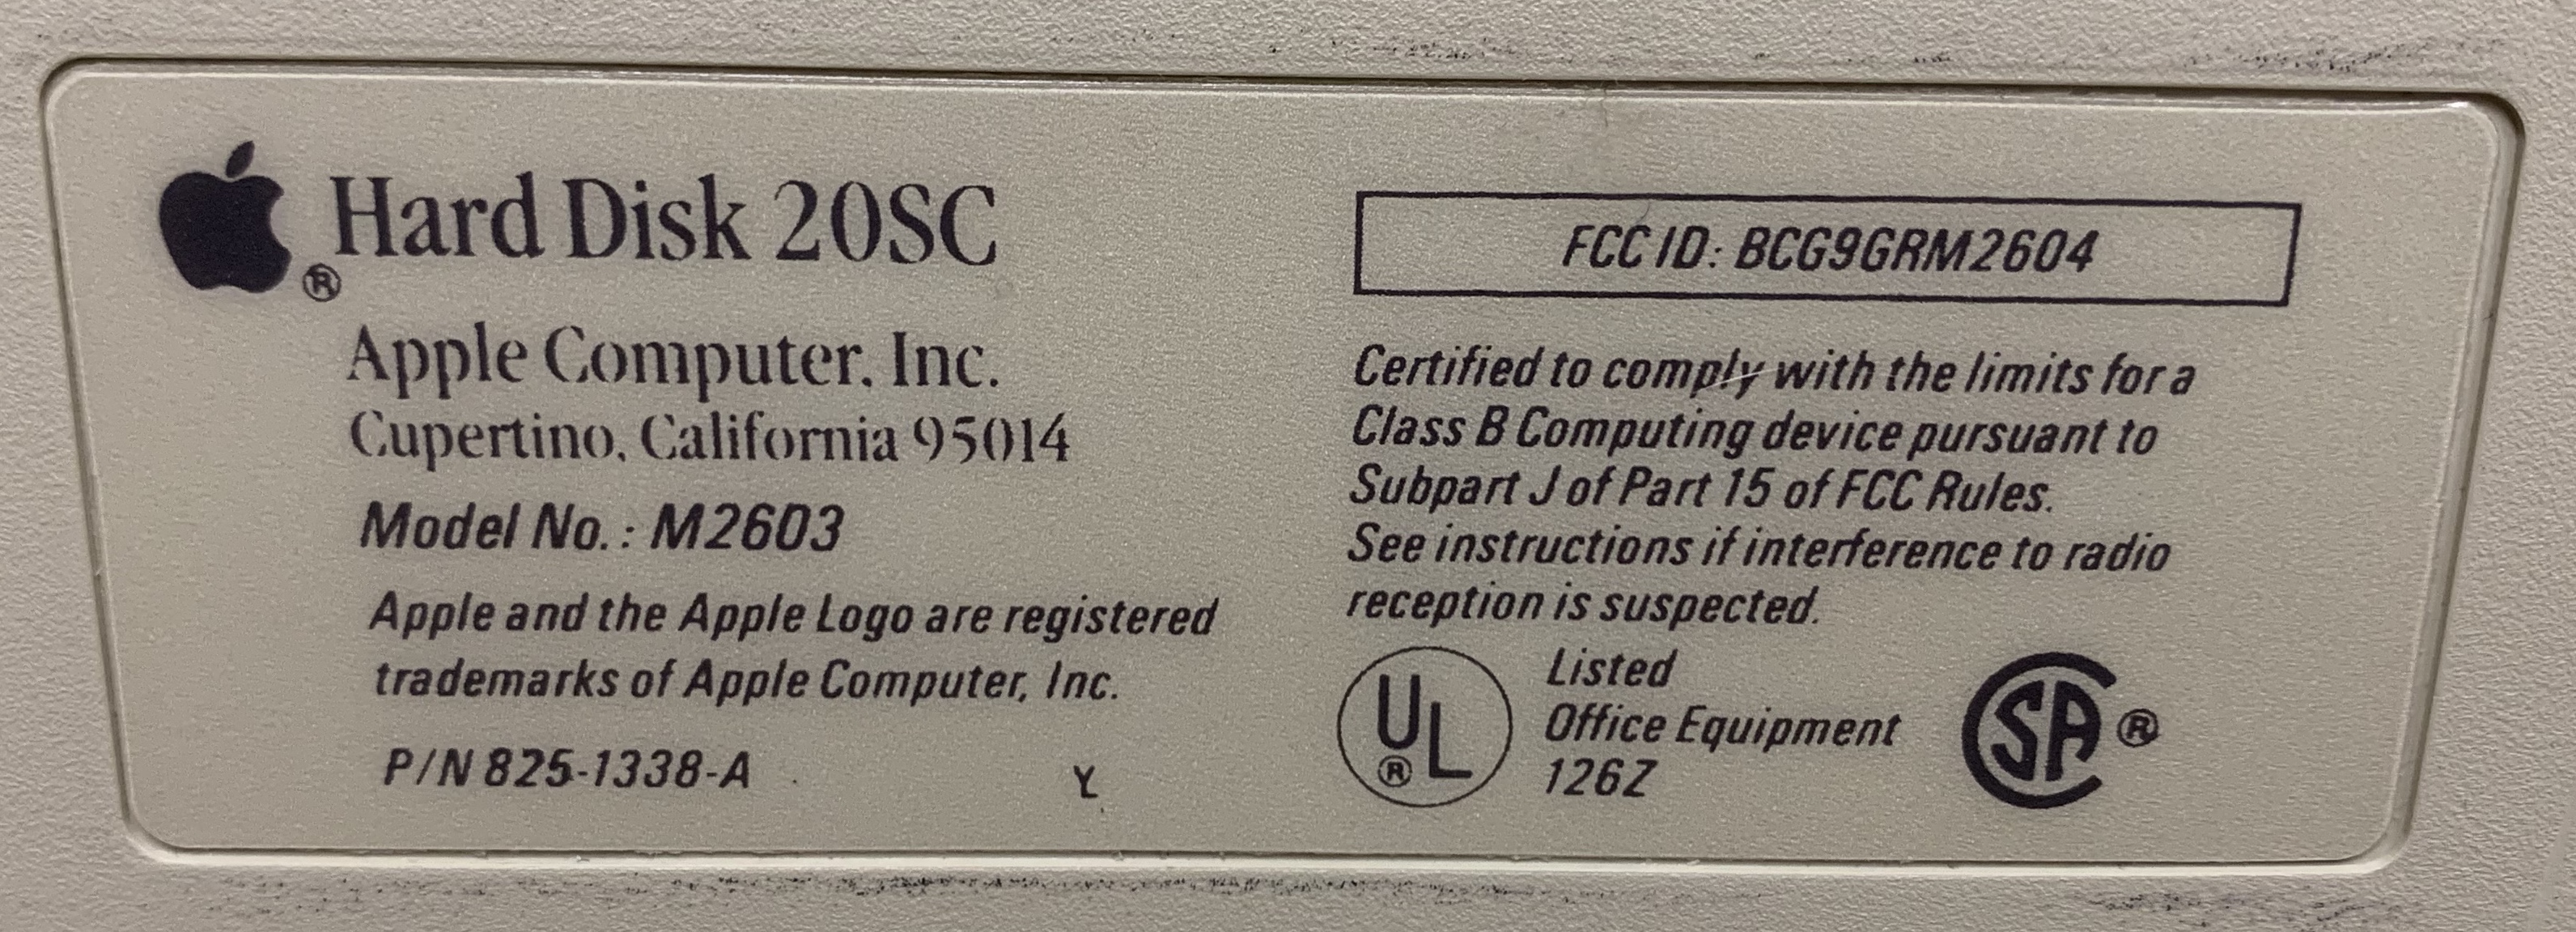 ® Hard Disk 20SC
Apple Computer, Inc.
Cupertino, California 95014
Model No.: M2603
Apple and the Apple Logo are registered
trademarks of Apple Computer, Inc.
P/N 825-1338-A
Y
FCC ID: BCG9GRM2604
Certified to comply with the limits for a
Class B Computing device pursuant to
Subpart J of Part 15 of FCC Rules.
See instructions if interference to radio
reception is suspected.
UL ®
Listed
Office Equipment
126Z
CSA ®